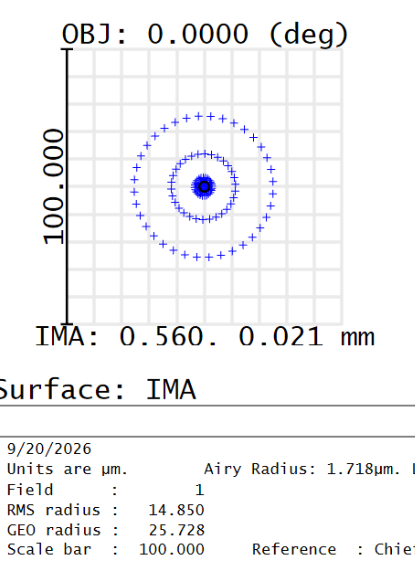 OBJ: 0.0000 (deg)
100.000
IMA: 0.560, 0.021 mm
Surface: IMA
9/20/2026
Units are µm. Airy Radius: 1.718µm.
Field : 1
RMS radius : 14.850
GEO radius : 25.728
Scale bar : 100.000 Reference : Chief